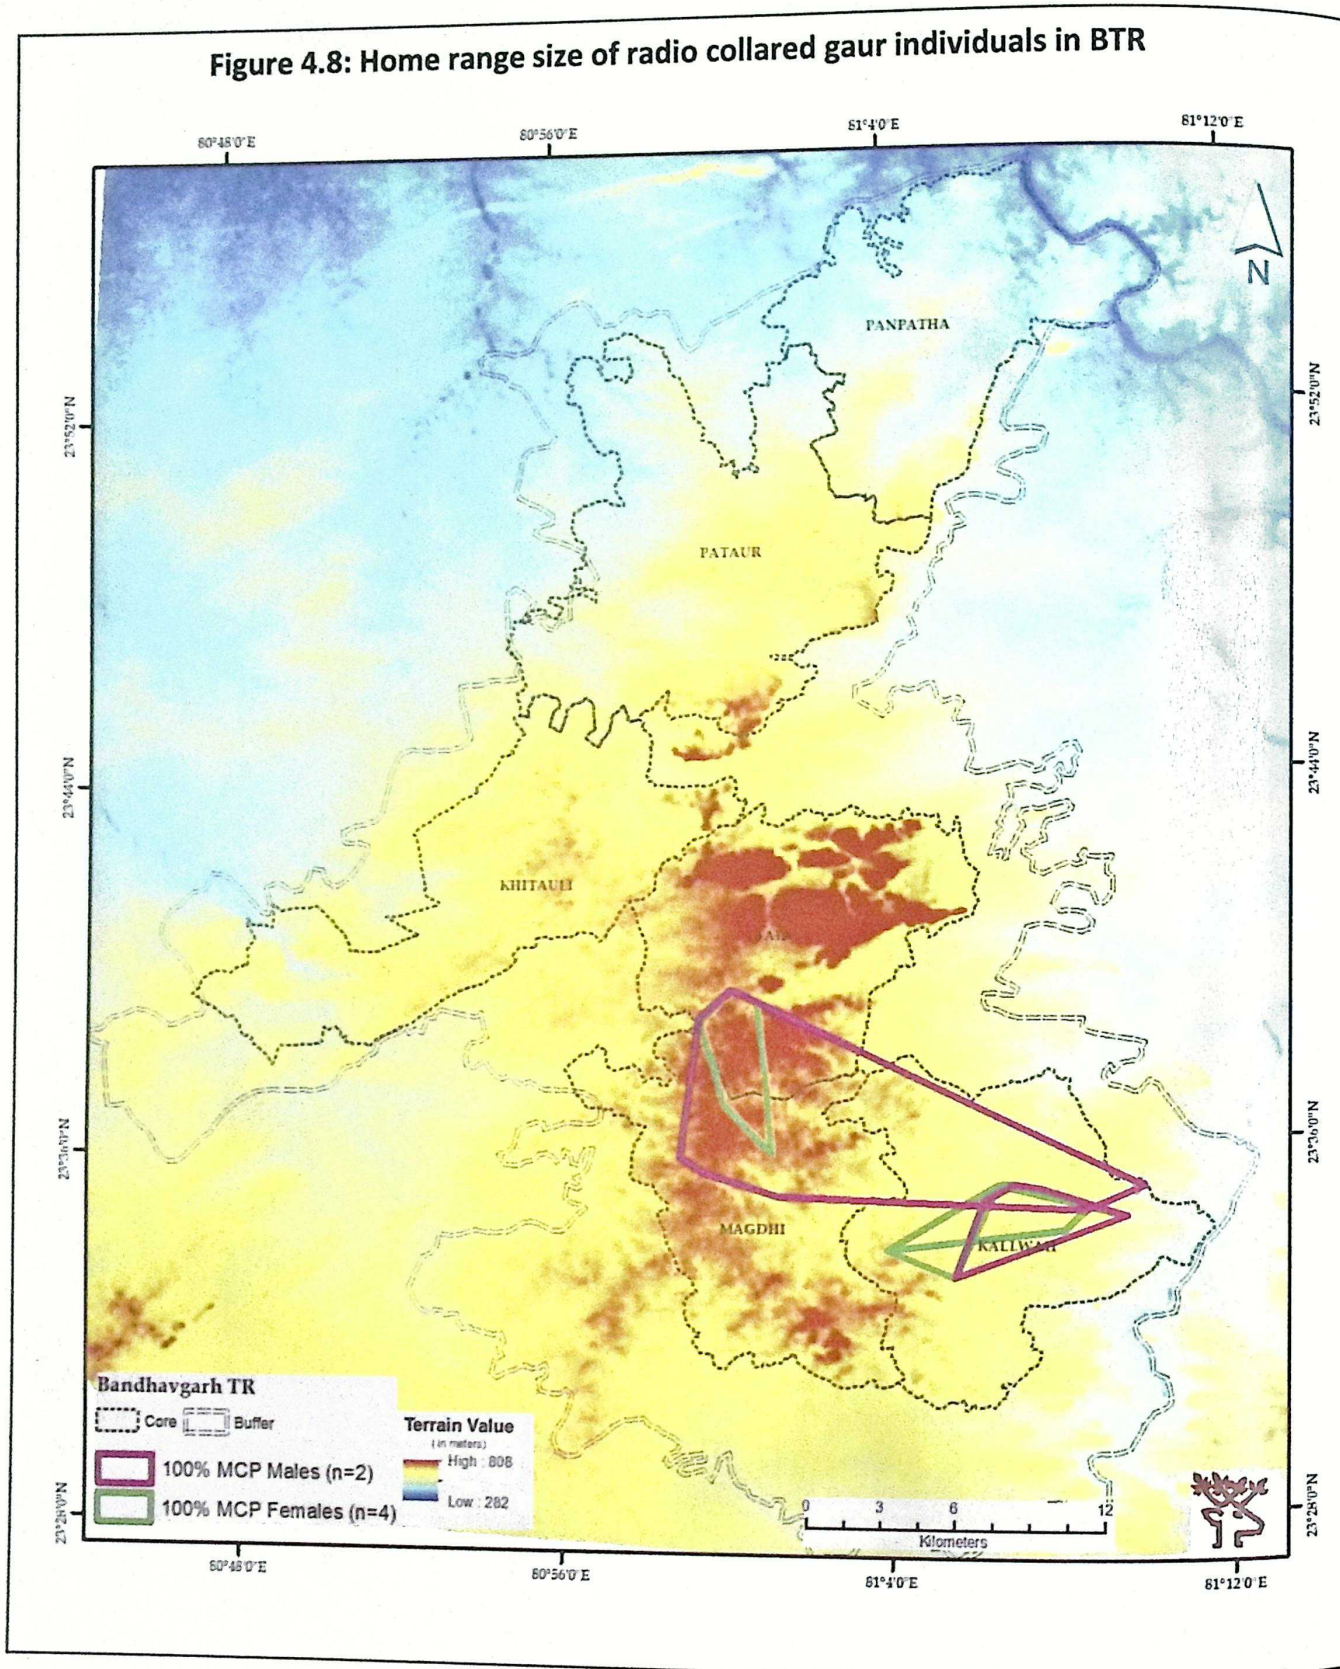 Figure 4.8: Home range size of radio collared gaur individuals in BTR
80°48'0"E
80°56'0"E
81°4'0"E
81°12'0"E
N
PANPATHA
23°52'0"N
23°52'0"N
PATAUR
23°44'0"N
23°44'0"N
KHITAULI
23°36'0"N
23°36'0"N
MAGDHI
KALLWAH
Bandhavgarh TR
Core Buffer
Terrain Value
(in meters)
High : 808
Low : 282
100% MCP Males (n=2)
100% MCP Females (n=4)
0 3 6 12
Kilometers
23°28'0"N
23°28'0"N
80°48'0"E
80°56'0"E
81°4'0"E
81°12'0"E